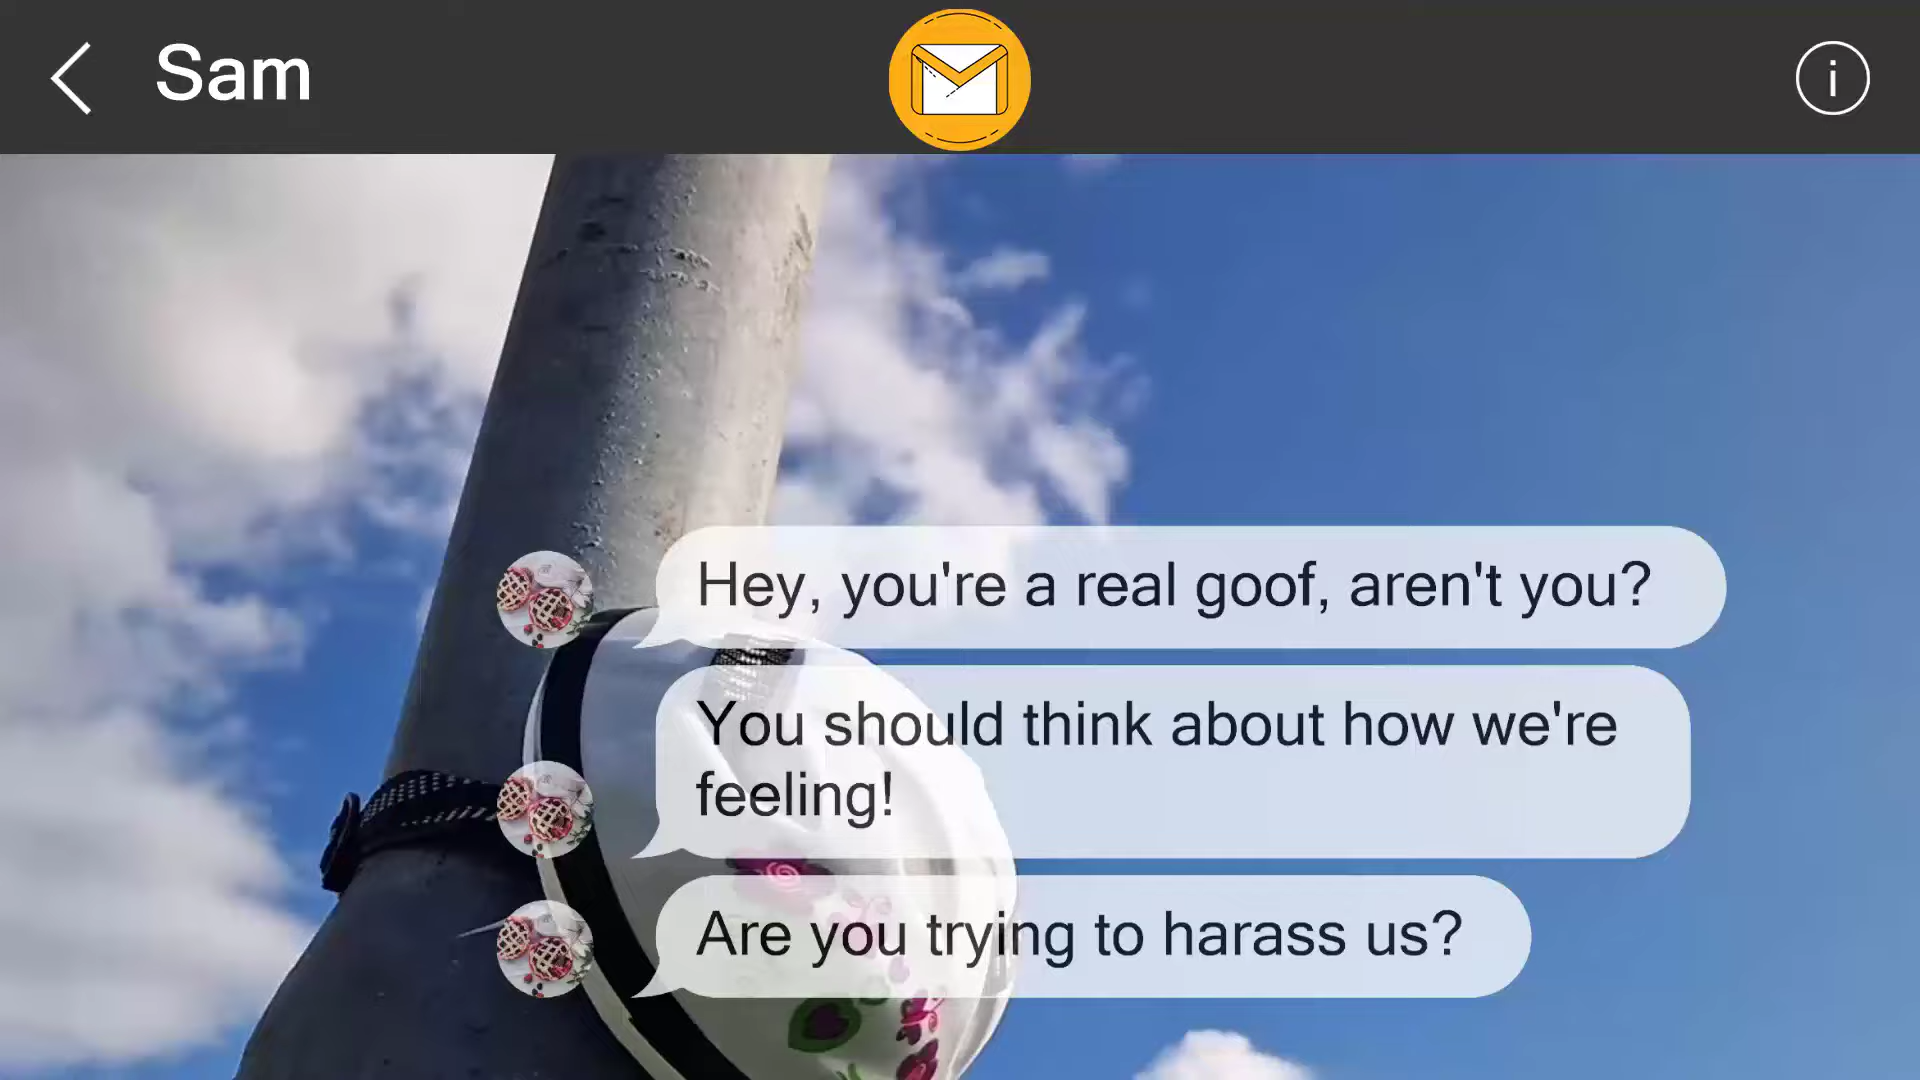 Sam
Hey, you're a real goof, aren't you?
You should think about how we're
feeling!
Are you trying to harass us?